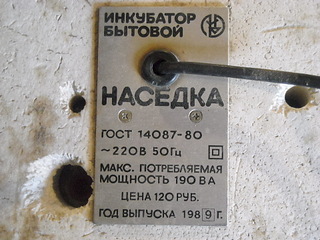 ИНКУБАТОР
БЫТОВОЙ
НАСЕДКА
ГОСТ 14087-80
~220В 50Гц
МАКС. ПОТРЕБЛЯЕМАЯ
МОЩНОСТЬ 190 ВА
ЦЕНА 120 РУБ.
ГОД ВЫПУСКА 1989 г.